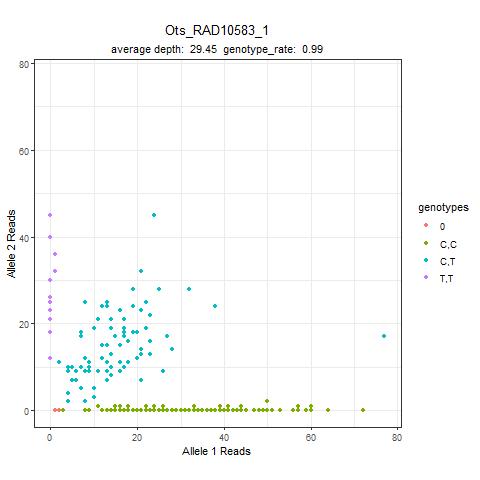 Ots_RAD10583_1
average depth: 29.45 genotype_rate: 0.99
80
60
40
20
0
Allele 2 Reads
0 20 40 60 80
Allele 1 Reads
genotypes
0
C,C
C,T
T,T